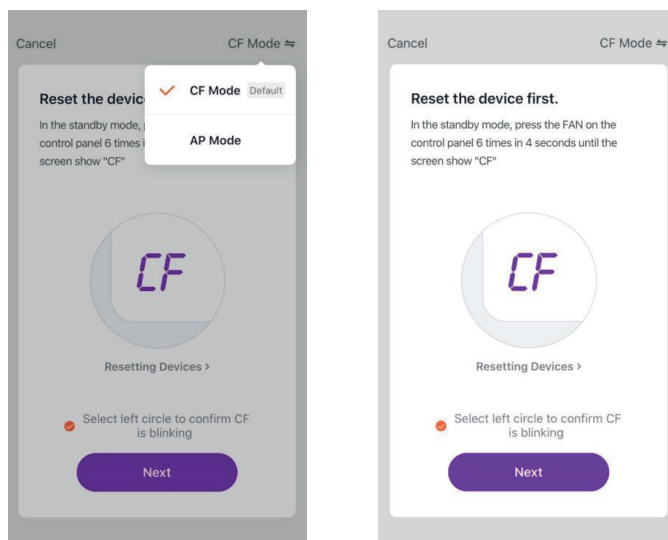 Cancel
CF Mode ⇋
Reset the devic
CF Mode Default
In the standby mode,
control panel 6 times i
screen show "CF"
AP Mode
CF
Resetting Devices >
Select left circle to confirm CF
is blinking
Next
Cancel
CF Mode ⇋
Reset the device first.
In the standby mode, press the FAN on the
control panel 6 times in 4 seconds until the
screen show "CF"
CF
Resetting Devices >
Select left circle to confirm CF
is blinking
Next